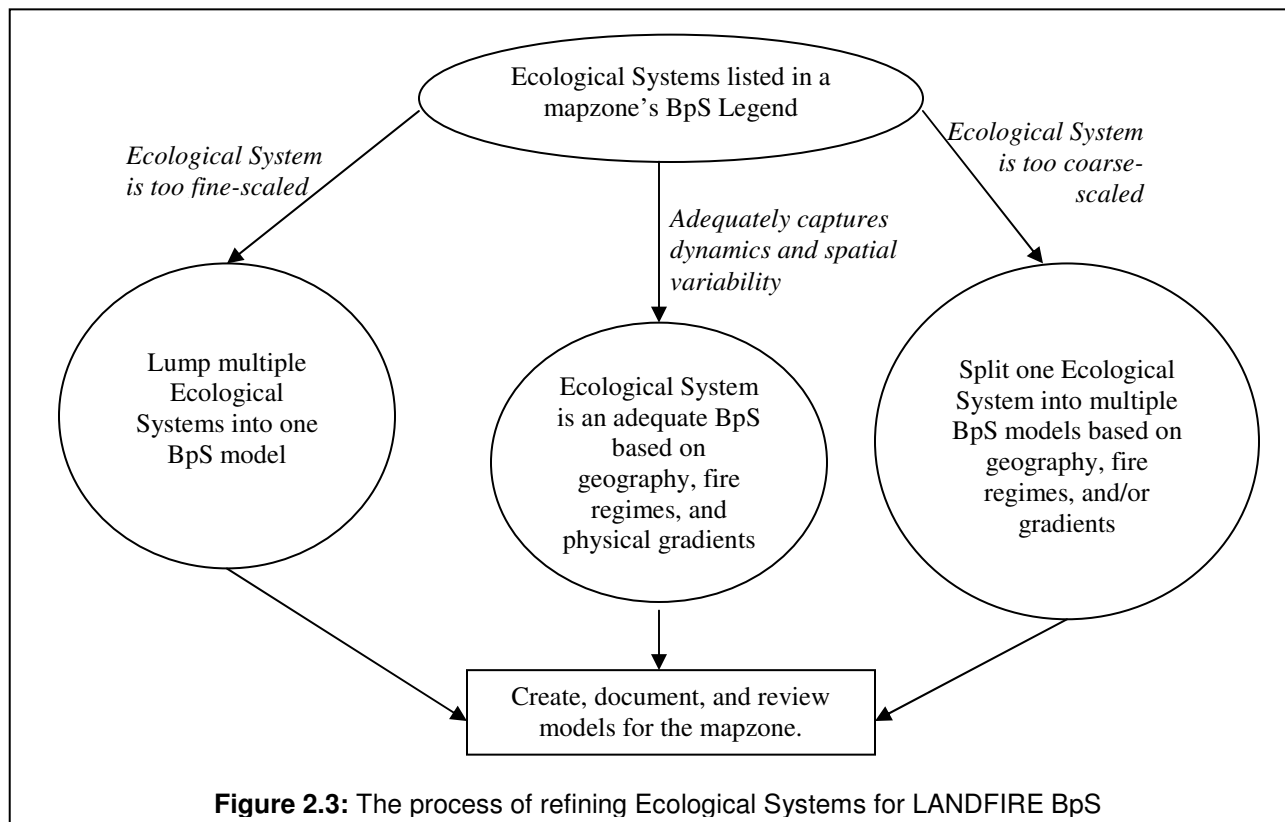 Ecological Systems listed in a
mapzone's BpS Legend
Ecological System
is too fine-scaled
Adequately captures
dynamics and spatial
variability
Ecological System
is too coarse-
scaled
Lump multiple
Ecological
Systems into one
BpS model
Ecological System
is an adequate BpS
based on
geography, fire
regimes, and
physical gradients
Split one Ecological
System into multiple
BpS models based on
geography, fire
regimes, and/or
gradients
Create, document, and review
models for the mapzone.
Figure 2.3: The process of refining Ecological Systems for LANDFIRE BpS